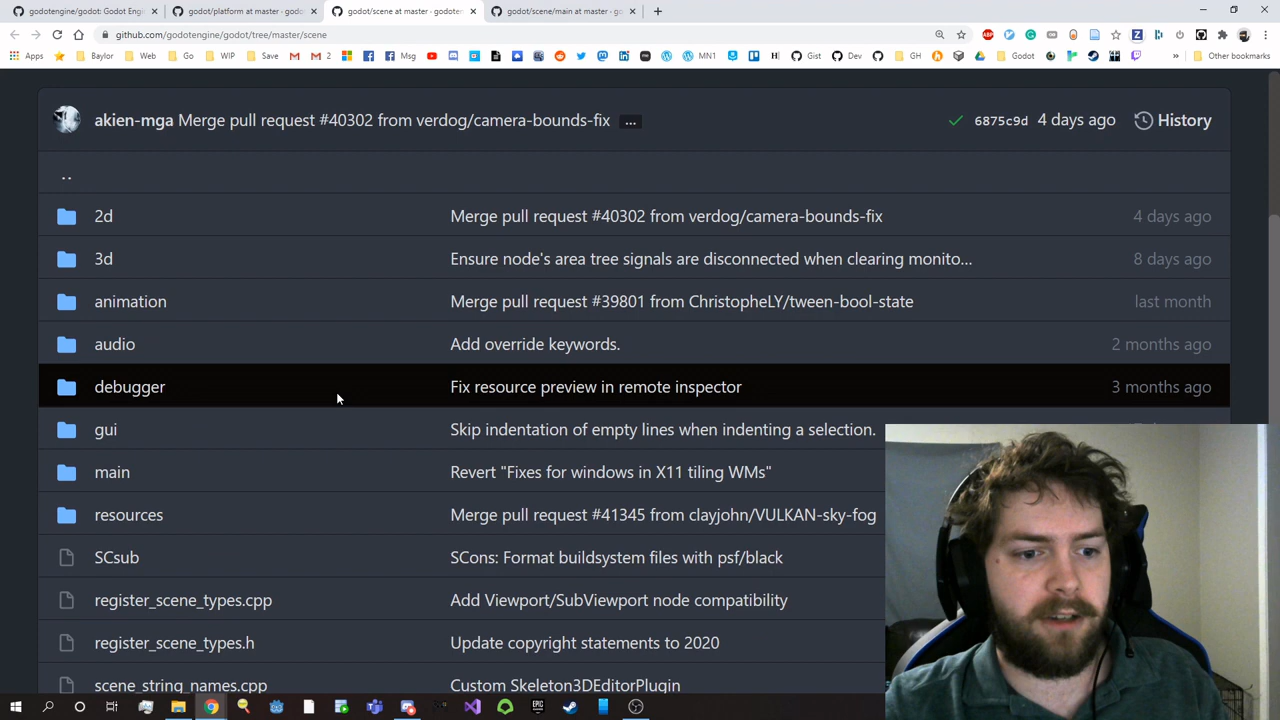 godotengine/godot: Godot Engi
godot/platform at master · godo
godot/scene at master · godoten
godot/scene/main at master · go
github.com/godotengine/godot/tree/master/scene
Apps
Baylor
Web
Go
WIP
Save
2
Msg
MN1
Gist
Dev
GH
Godot
Other bookmarks
akien-mga Merge pull request #40302 from verdog/camera-bounds-fix ...
6875c9d 4 days ago History
..
2d Merge pull request #40302 from verdog/camera-bounds-fix 4 days ago
3d Ensure node's area tree signals are disconnected when clearing monito... 8 days ago
animation Merge pull request #39801 from ChristopheLY/tween-bool-state last month
audio Add override keywords. 2 months ago
debugger Fix resource preview in remote inspector 3 months ago
gui Skip indentation of empty lines when indenting a selection.
main Revert "Fixes for windows in X11 tiling WMs"
resources Merge pull request #41345 from clayjohn/VULKAN-sky-fog
SCsub SCons: Format buildsystem files with psf/black
register_scene_types.cpp Add Viewport/SubViewport node compatibility
register_scene_types.h Update copyright statements to 2020
scene_string_names.cpp Custom Skeleton3DEditorPlugin